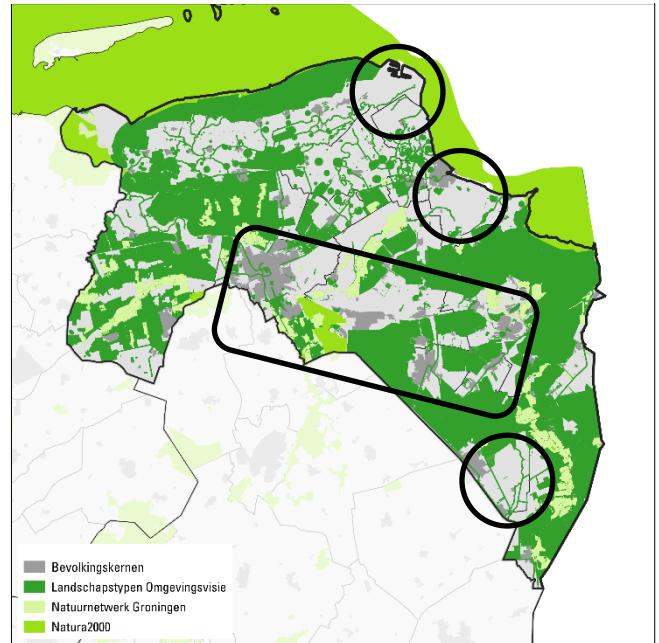 Bevolkingskernen
Landschapstypen Omgevingsvisie
Natuurnetwerk Groningen
Natura2000